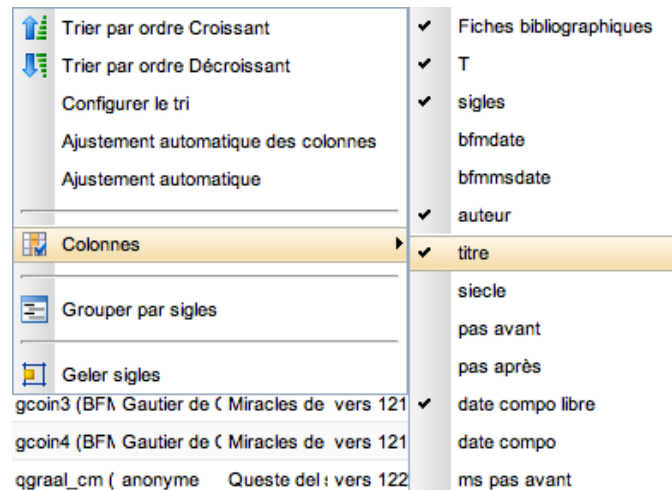 Trier par ordre Croissant
Trier par ordre Décroissant
Configurer le tri
Ajustement automatique des colonnes
Ajustement automatique
Colonnes
Grouper par sigles
Geler sigles
Fiches bibliographiques
T
sigles
bfmdate
bfmmsdate
auteur
titre
siecle
pas avant
pas après
date compo libre
date compo
ms pas avant
gcoin3 (BFM Gautier de C Miracles de vers 121
gcoin4 (BFM Gautier de C Miracles de vers 121
qgraal_cm ( anonyme Queste del s vers 122